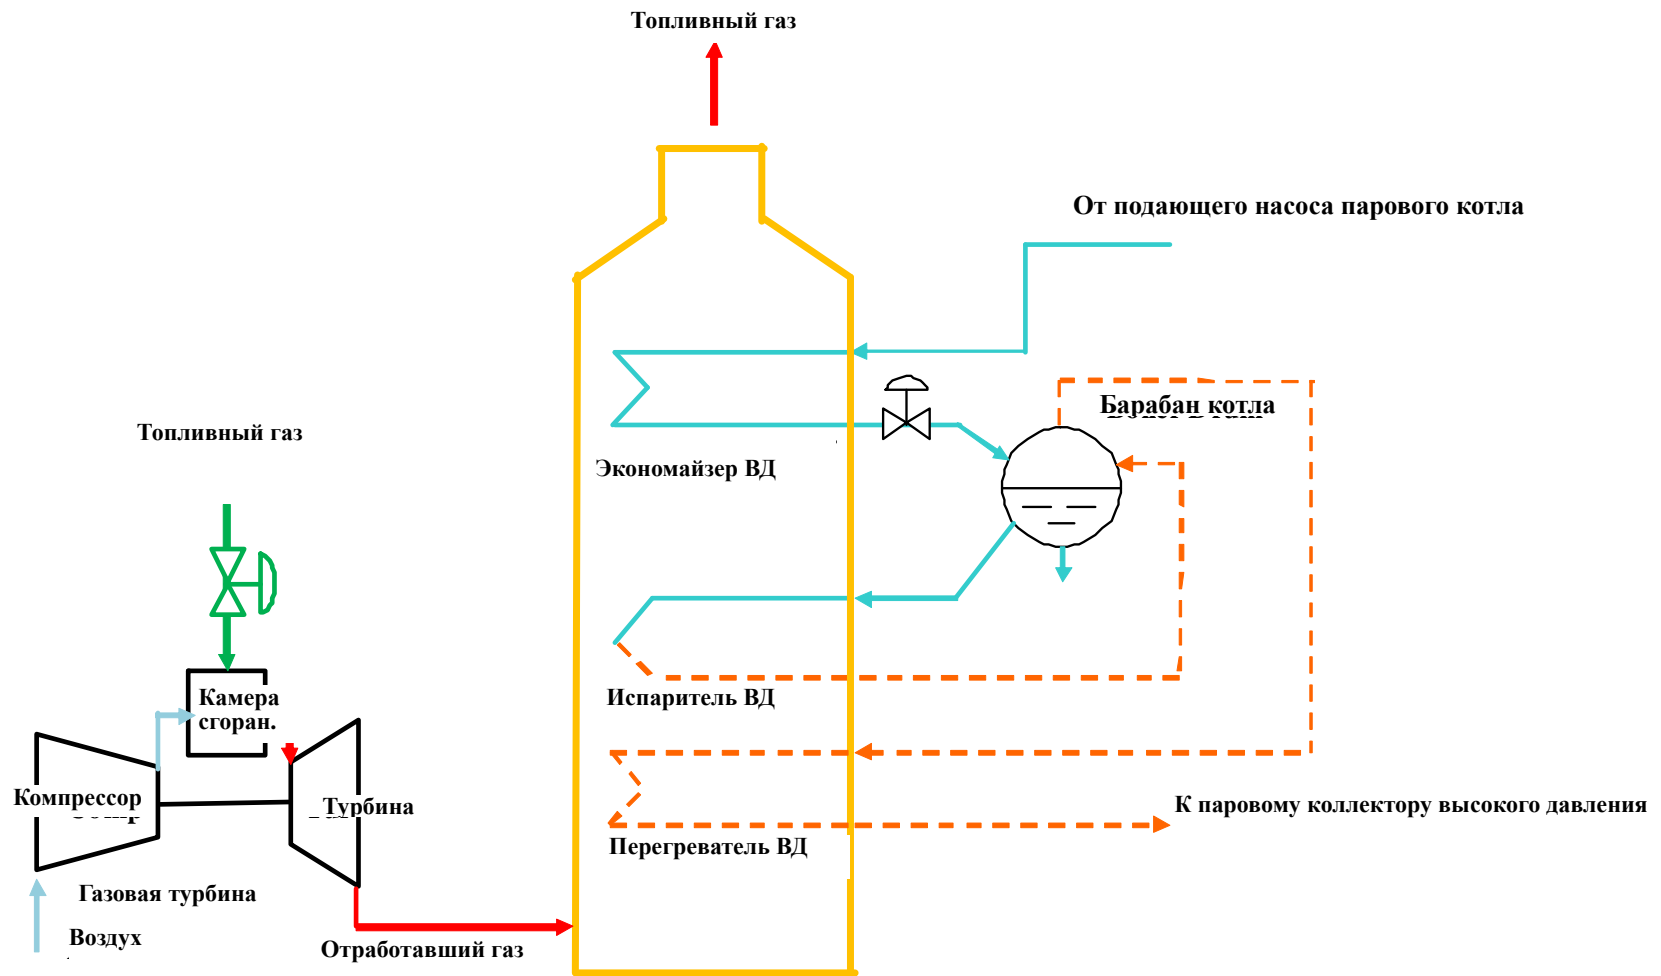 Топливный газ
От подающего насоса парового котла
Барабан котла
Топливный газ
Экономайзер ВД
Камера
сгоран.
Испаритель ВД
Компрессор
Турбина
К паровому коллектору высокого давления
Перегреватель ВД
Газовая турбина
Воздух
Отработавший газ